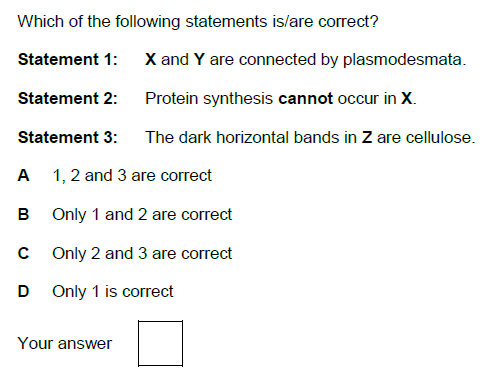 Which of the following statements is/are correct?
Statement 1: X and Y are connected by plasmodesmata.
Statement 2: Protein synthesis cannot occur in X.
Statement 3: The dark horizontal bands in Z are cellulose.
A 1, 2 and 3 are correct
B Only 1 and 2 are correct
C Only 2 and 3 are correct
D Only 1 is correct
Your answer